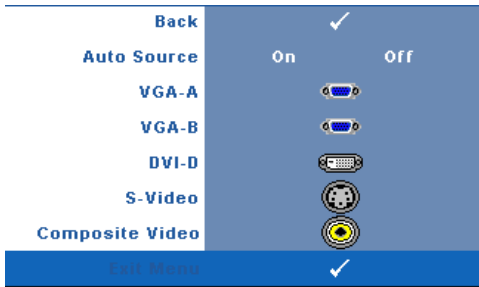 Back
Auto Source On Off
VGA-A
VGA-B
DVI-D
S-Video
Composite Video
Exit Menu